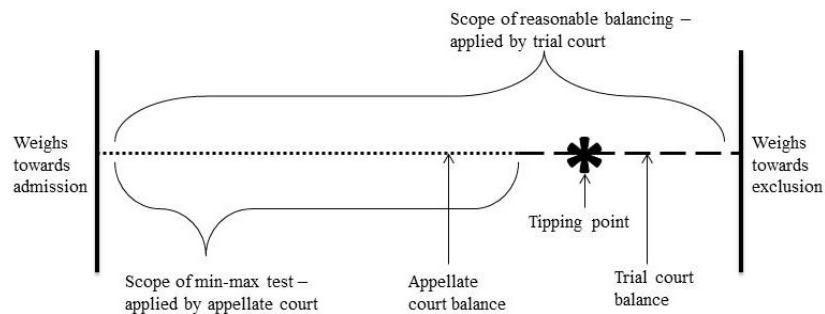 Scope of reasonable balancing –
applied by trial court
Weighs
towards
admission
Weighs
towards
exclusion
Tipping point
Scope of min-max test –
applied by appellate court
Appellate
court balance
Trial court
balance